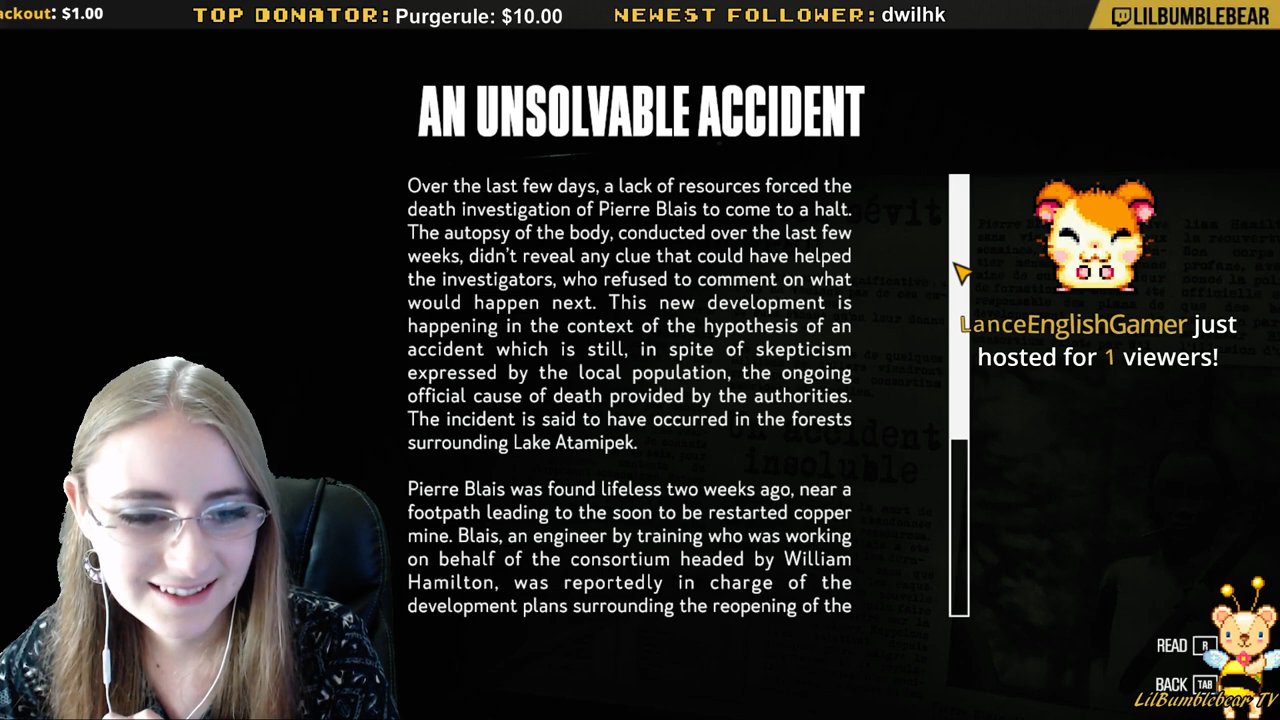 ackout: $1.00
TOP DONATOR: Purgerule: $10.00
NEWEST FOLLOWER: dwilhk
LILBUMBLEBEAR
AN UNSOLVABLE ACCIDENT
Over the last few days, a lack of resources forced the
death investigation of Pierre Blais to come to a halt.
The autopsy of the body, conducted over the last few
weeks, didn't reveal any clue that could have helped
the investigators, who refused to comment on what
would happen next. This new development is
happening in the context of the hypothesis of an
accident which is still, in spite of skepticism
expressed by the local population, the ongoing
official cause of death provided by the authorities.
The incident is said to have occurred in the forests
surrounding Lake Atamipek.
Pierre Blais was found lifeless two weeks ago, near a
footpath leading to the soon to be restarted copper
mine. Blais, an engineer by training who was working
on behalf of the consortium headed by William
Hamilton, was reportedly in charge of the
development plans surrounding the reopening of the
LanceEnglishGamer just
hosted for 1 viewers!
accident
insoluble
READ R
BACK TAB
LilBumblebear TV